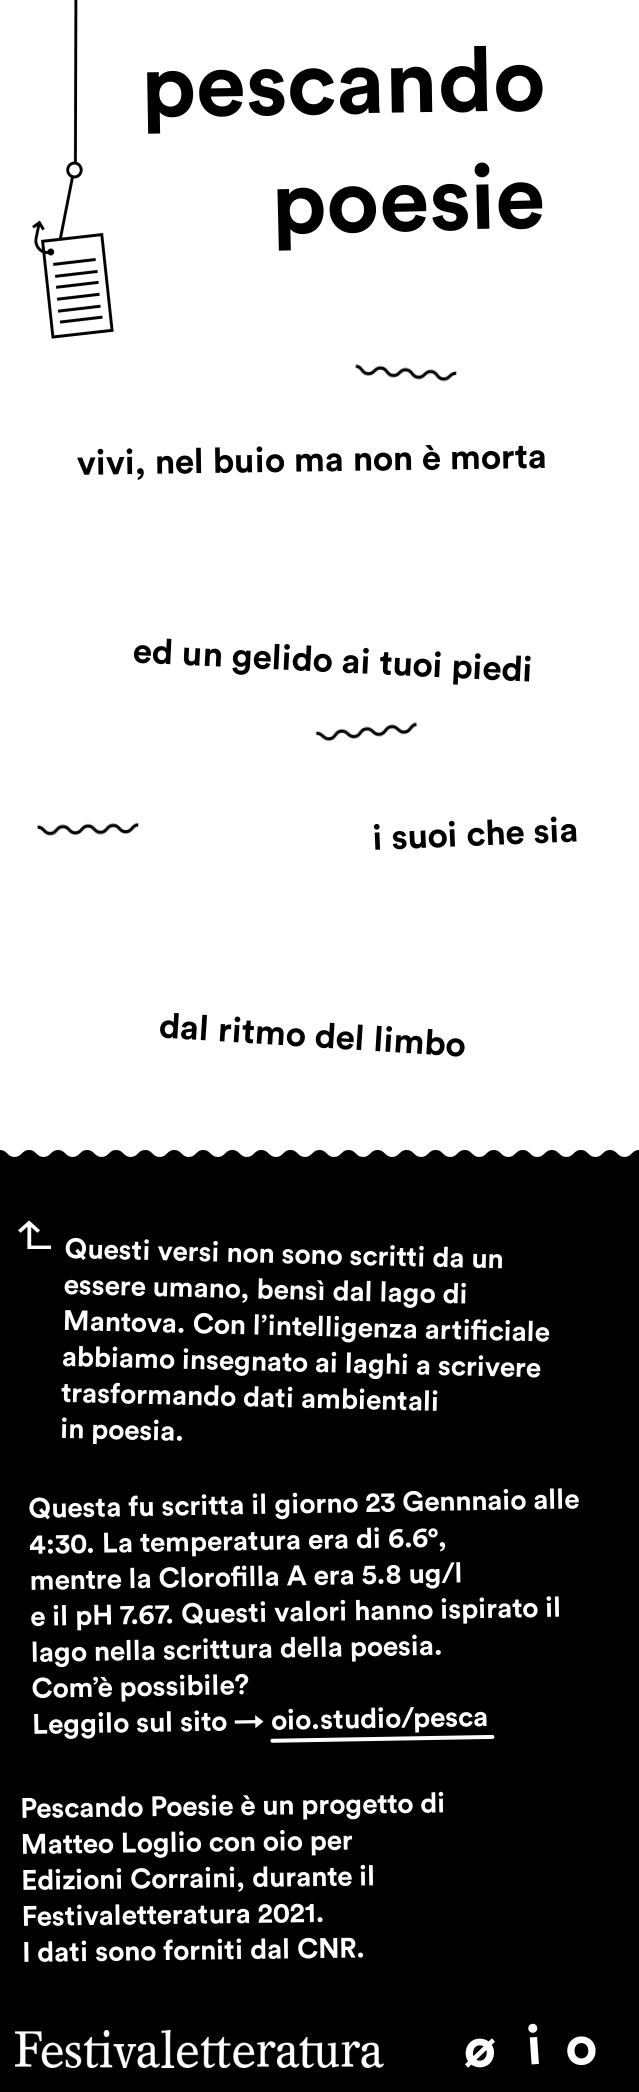 pescando
poesie
vivi, nel buio ma non è morta
ed un gelido ai tuoi piedi
i suoi che sia
dal ritmo del limbo
Questi versi non sono scritti da un
essere umano, bensì dal lago di
Mantova. Con l’intelligenza artificiale
abbiamo insegnato ai laghi a scrivere
trasformando dati ambientali
in poesia.
Questa fu scritta il giorno 23 Gennnaio alle
4:30. La temperatura era di 6.6°,
mentre la Clorofilla A era 5.8 ug/l
e il pH 7.67. Questi valori hanno ispirato il
lago nella scrittura della poesia.
Com’è possibile?
Leggilo sul sito → oio.studio/pesca
Pescando Poesie è un progetto di
Matteo Loglio con oio per
Edizioni Corraini, durante il
Festivaletteratura 2021.
I dati sono forniti dal CNR.
Festivaletteratura ø i o